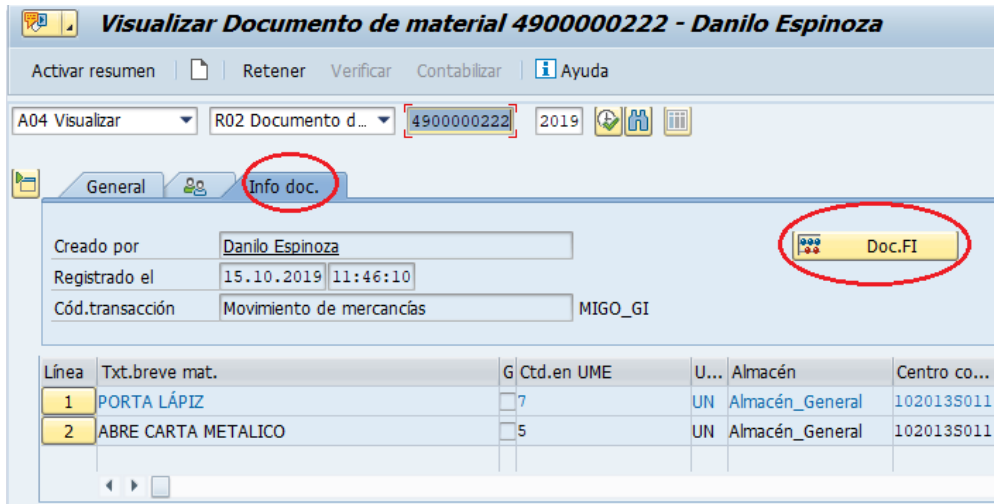 Visualizar Documento de material 4900000222 - Danilo Espinoza
Activar resumen Retener Verificar Contabilizar i Ayuda
A04 Visualizar R02 Documento d... 4900000222 2019
General Info doc.
Creado por Danilo Espinoza Doc.FI
Registrado el 15.10.2019 11:46:10
Cód.transacción Movimiento de mercancías MIGO_GI
Línea Txt.breve mat. G Ctd.en UME U... Almacén Centro co...
1 PORTA LÁPIZ 7 UN Almacén_General 102013S011
2 ABRE CARTA METALICO 5 UN Almacén_General 102013S011